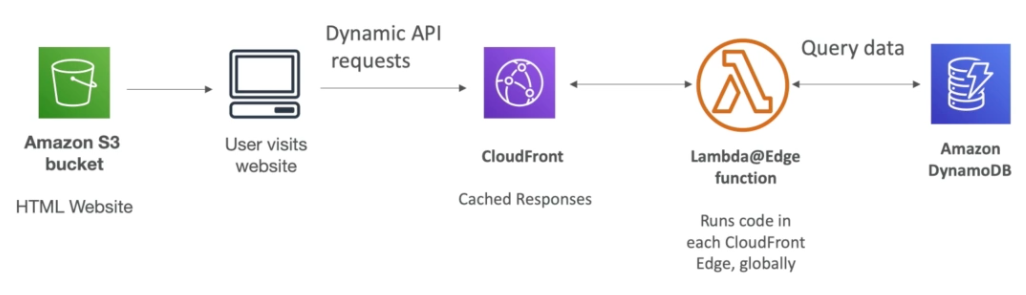 Dynamic API
requests
Query data
Amazon S3
bucket
HTML Website
User visits
website
CloudFront
Cached Responses
Lambda@Edge
function
Runs code in
each CloudFront
Edge, globally
Amazon
DynamoDB